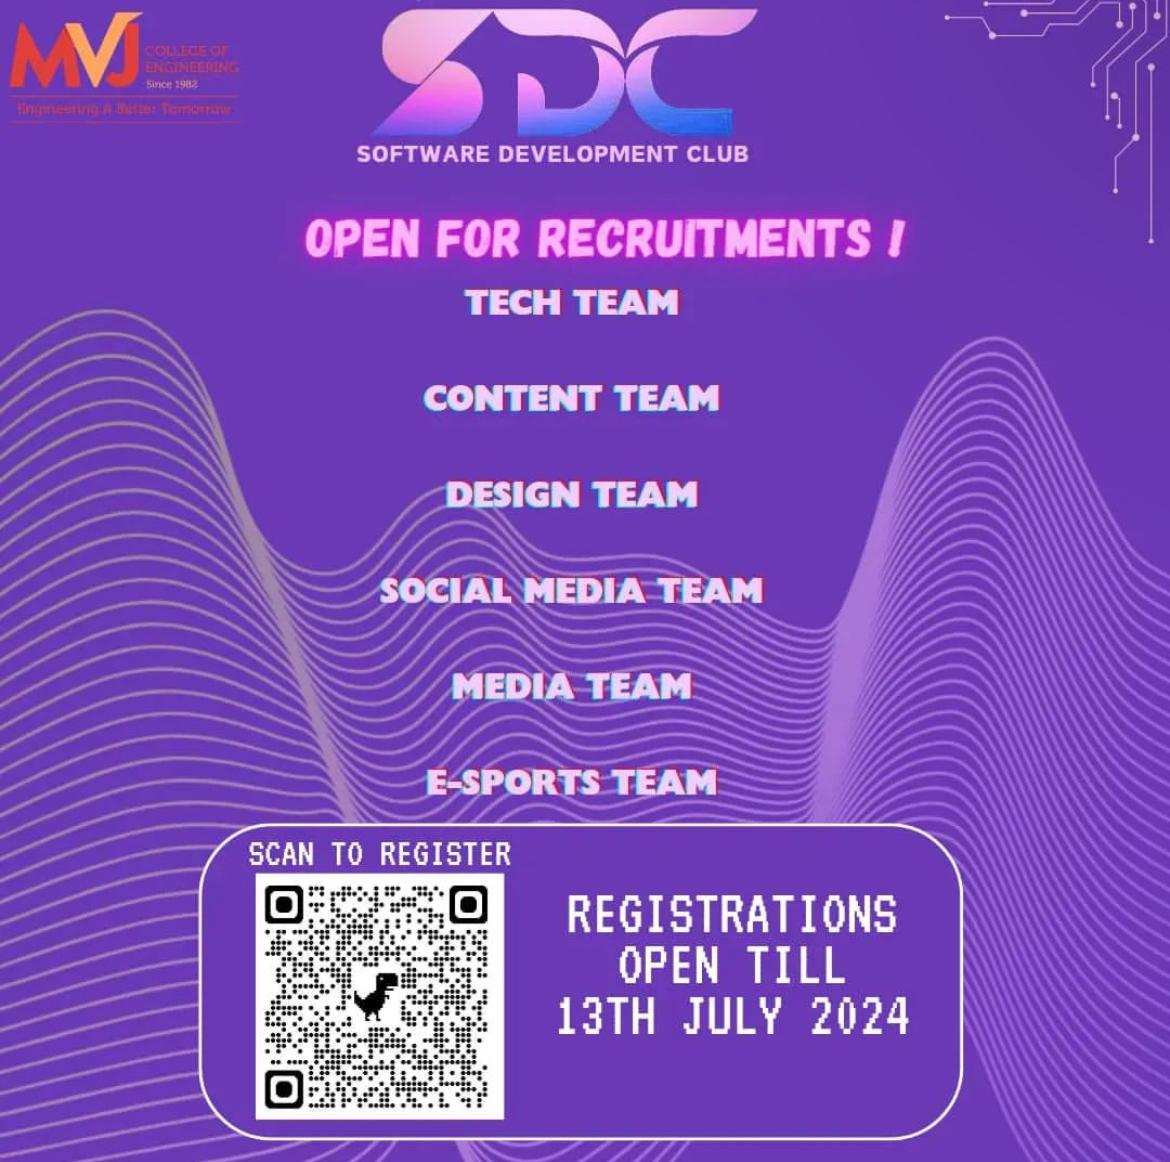 MVJ
COLLEGE OF
ENGINEERING
Since 1982
Engineering A Better Tomorrow
SDC
SOFTWARE DEVELOPMENT CLUB
OPEN FOR RECRUITMENTS !
TECH TEAM
CONTENT TEAM
DESIGN TEAM
SOCIAL MEDIA TEAM
MEDIA TEAM
E-SPORTS TEAM
SCAN TO REGISTER
REGISTRATIONS
OPEN TILL
13TH JULY 2024